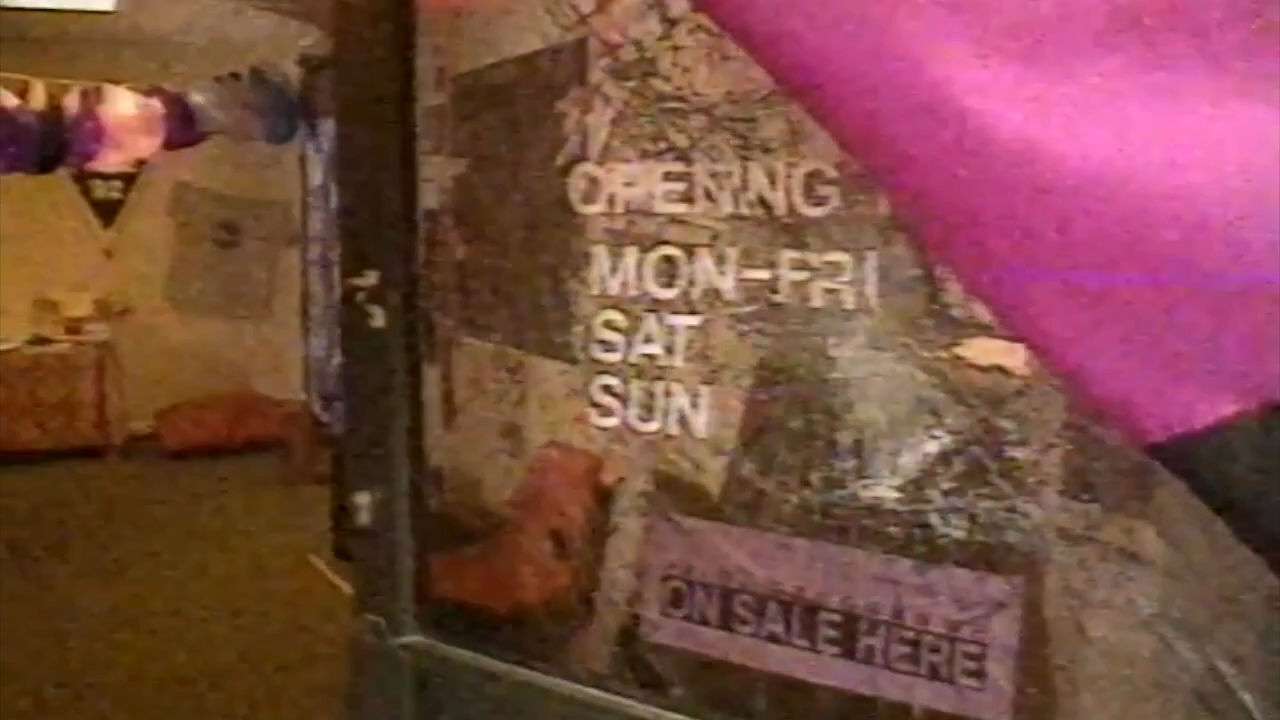 OPENING
MON-FRI
SAT
SUN
ON SALE HERE